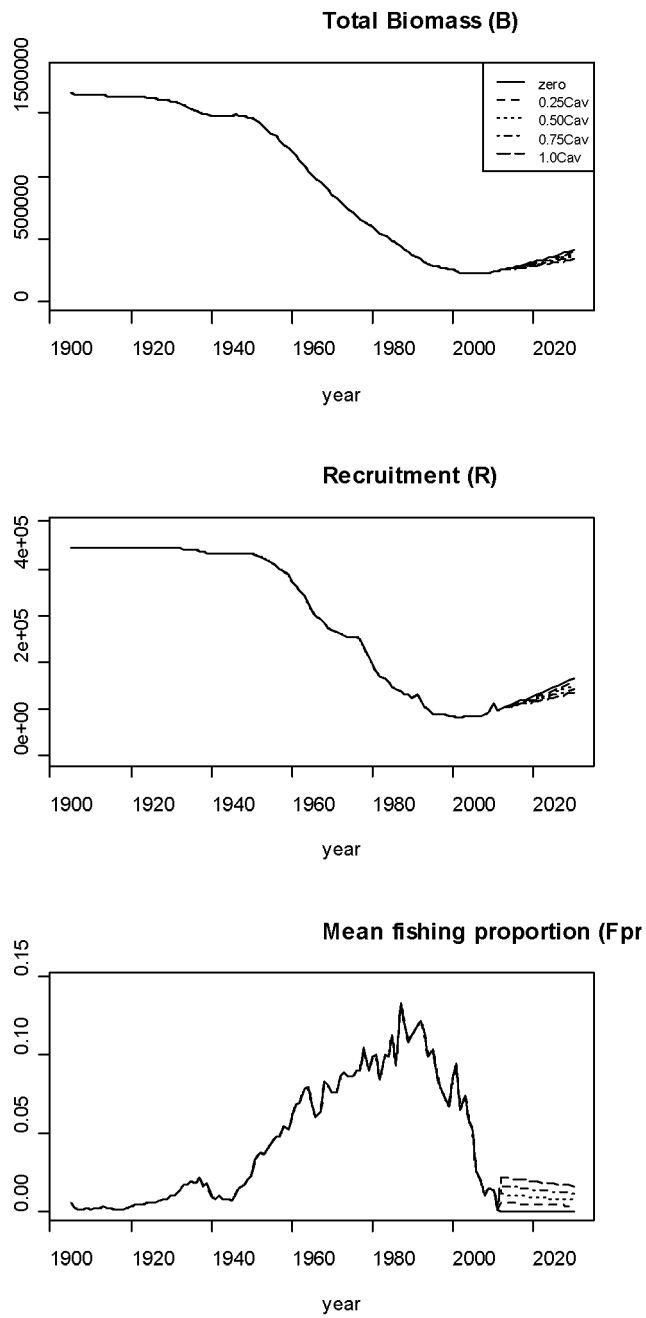 Total Biomass (B)
1500000
500000
0
zero
0.25Cav
0.50Cav
0.75Cav
1.0Cav
1900 1920 1940 1960 1980 2000 2020
year
Recruitment (R)
4e+05
2e+05
0e+00
1900 1920 1940 1960 1980 2000 2020
year
Mean fishing proportion (Fpr
0.15
0.10
0.05
0.00
1900 1920 1940 1960 1980 2000 2020
year